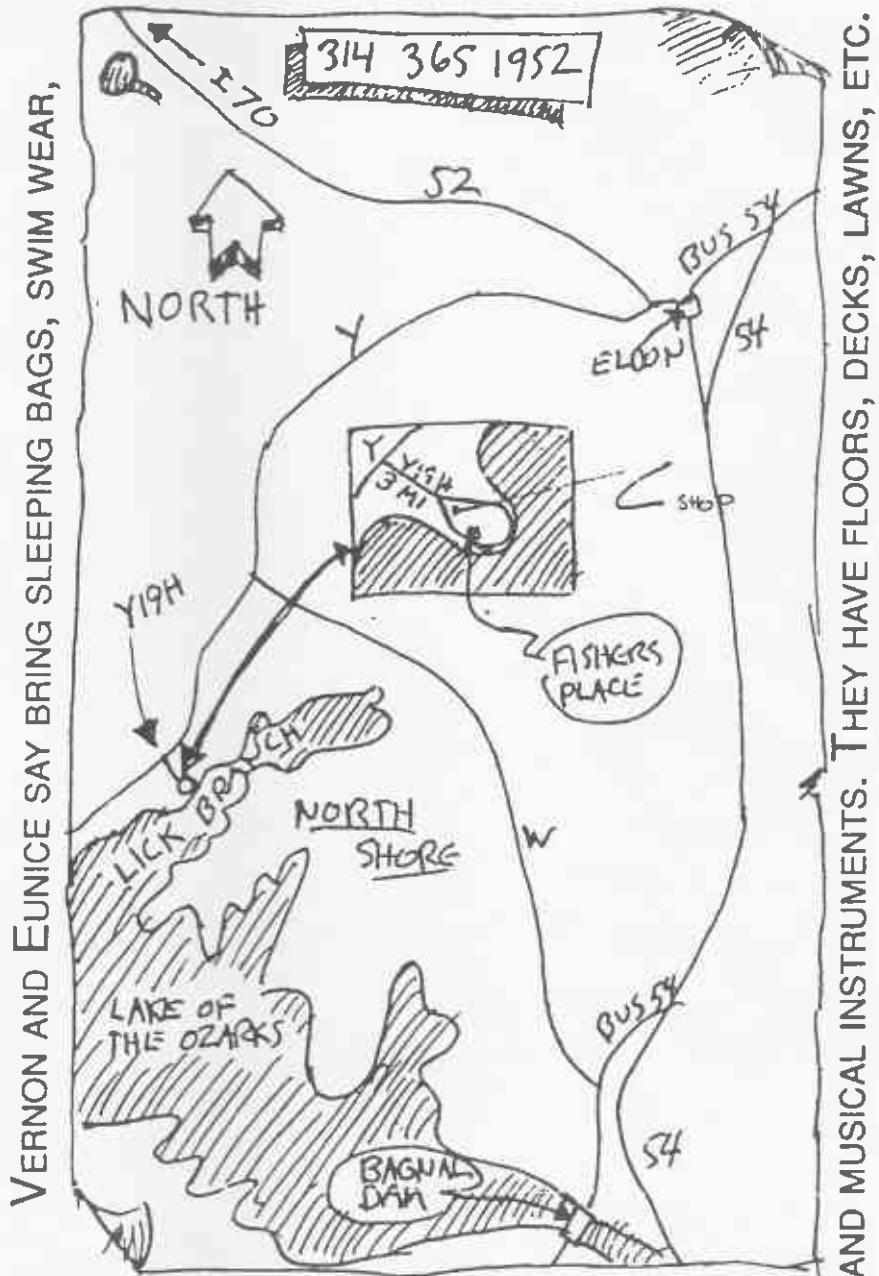 VERNON AND EUNICE SAY BRING SLEEPING BAGS, SWIM WEAR,
314 365 1952
I70
52
BUS 54
NORTH
Y
ELDON
54
Y
Y19H
3 MI
SHOP
Y19H
FISHERS
PLACE
LICK BRANCH
NORTH
SHORE
W
LAKE OF
THE OZARKS
BUS 54
54
BAGNAL
DAM
AND MUSICAL INSTRUMENTS. THEY HAVE FLOORS, DECKS, LAWNS, ETC.